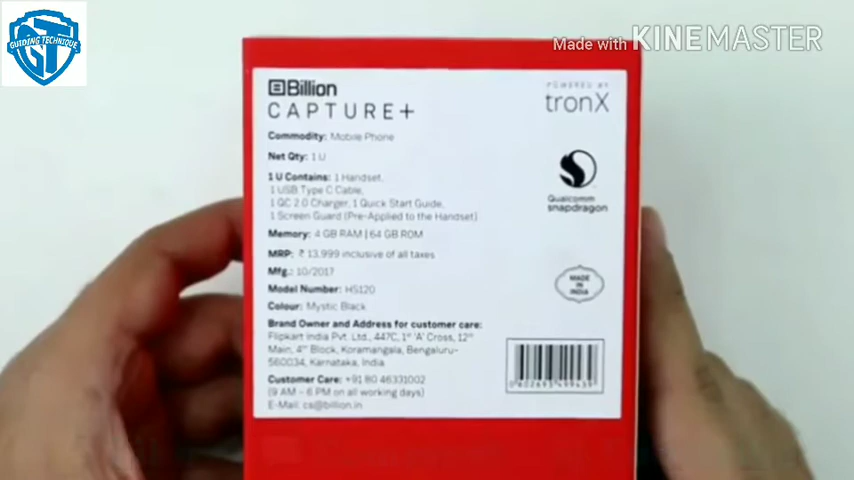 GUIDING TECHNIQUE
GT
Made with KINEMASTER
Billion
CAPTURE+
POWERED BY
tronX
Commodity: Mobile Phone
Net Qty: 1 U
1 U Contains: 1 Handset,
1 USB Type C Cable,
1 QC 2.0 Charger, 1 Quick Start Guide,
1 Screen Guard (Pre-Applied to the Handset)
Qualcomm
snapdragon
Memory: 4 GB RAM | 64 GB ROM
MRP: ₹ 13,999 inclusive of all taxes
Mfg.: 10/2017
Model Number: HS120
Colour: Mystic Black
MADE
IN
INDIA
Brand Owner and Address for customer care:
Flipkart India Pvt. Ltd., 447C, 1st 'A' Cross, 12th
Main, 4th Block, Koramangala, Bengaluru-
560034, Karnataka, India
Customer Care: +91 80 46331002
(9 AM – 6 PM on all working days)
E-Mail: cs@billion.in